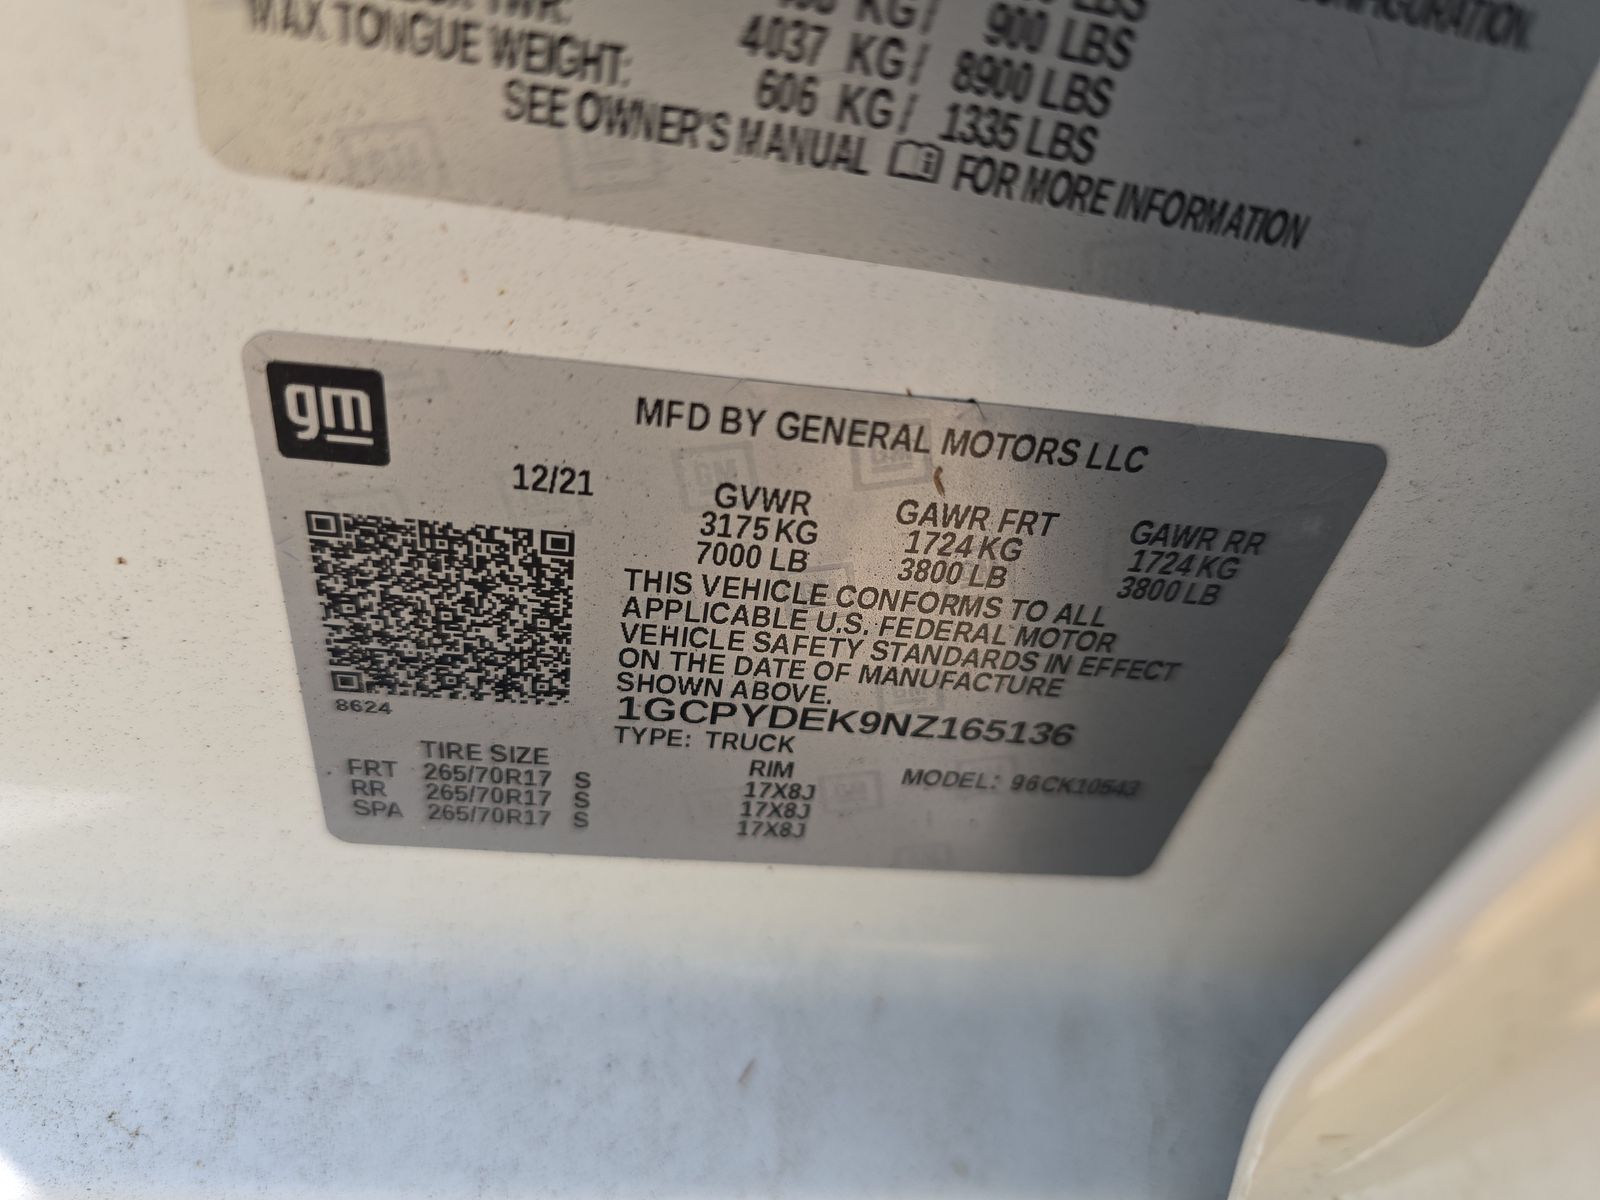 CONFIGURATION.
KG/ 900 LBS
MAX TONGUE WEIGHT: 4037 KG/ 8900 LBS
606 KG/ 1335 LBS
SEE OWNER'S MANUAL FOR MORE INFORMATION
gm
MFD BY GENERAL MOTORS LLC
12/21
GVWR GAWR FRT GAWR RR
3175 KG 1724 KG 1724 KG
7000 LB 3800 LB 3800 LB
THIS VEHICLE CONFORMS TO ALL
APPLICABLE U.S. FEDERAL MOTOR
VEHICLE SAFETY STANDARDS IN EFFECT
ON THE DATE OF MANUFACTURE
SHOWN ABOVE.
8624
1GCPYDEK9NZ165136
TYPE: TRUCK
TIRE SIZE RIM MODEL: 96CK10543
FRT 265/70R17 S 17X8J
RR 265/70R17 S 17X8J
SPA 265/70R17 S 17X8J